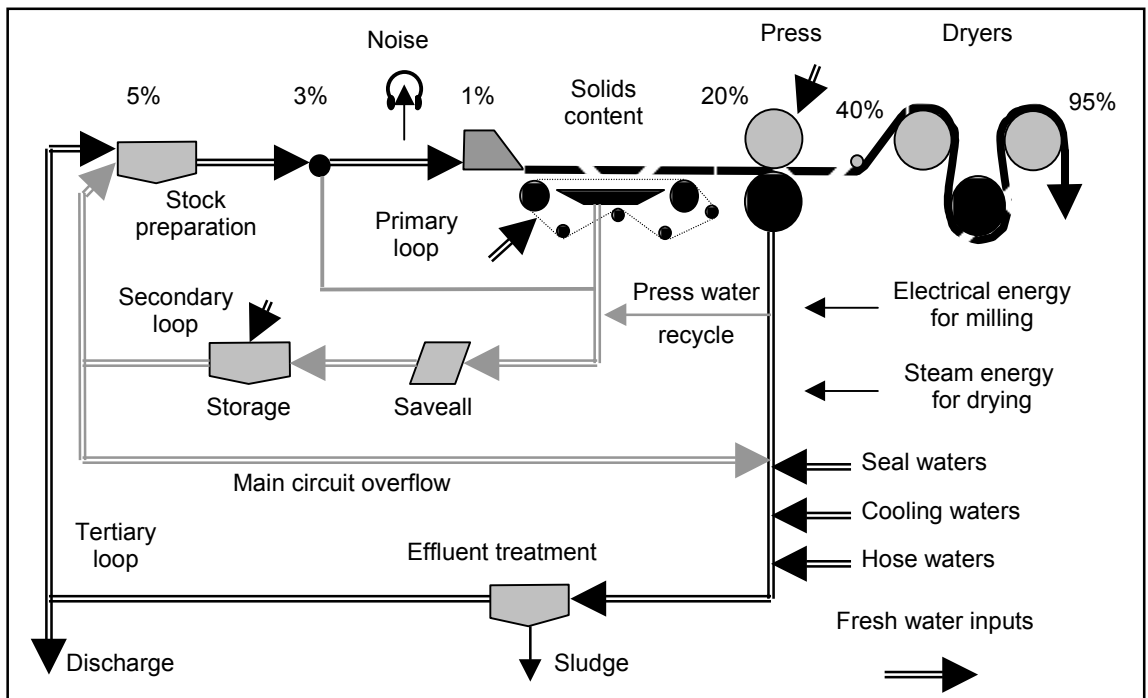 Noise
Press
Dryers
5%
3%
1%
Solids
content
20%
40%
95%
Stock
preparation
Primary
loop
Secondary
loop
Press water
recycle
Electrical energy
for milling
Storage
Saveall
Steam energy
for drying
Main circuit overflow
Seal waters
Cooling waters
Tertiary
loop
Effluent treatment
Hose waters
Fresh water inputs
Discharge
Sludge